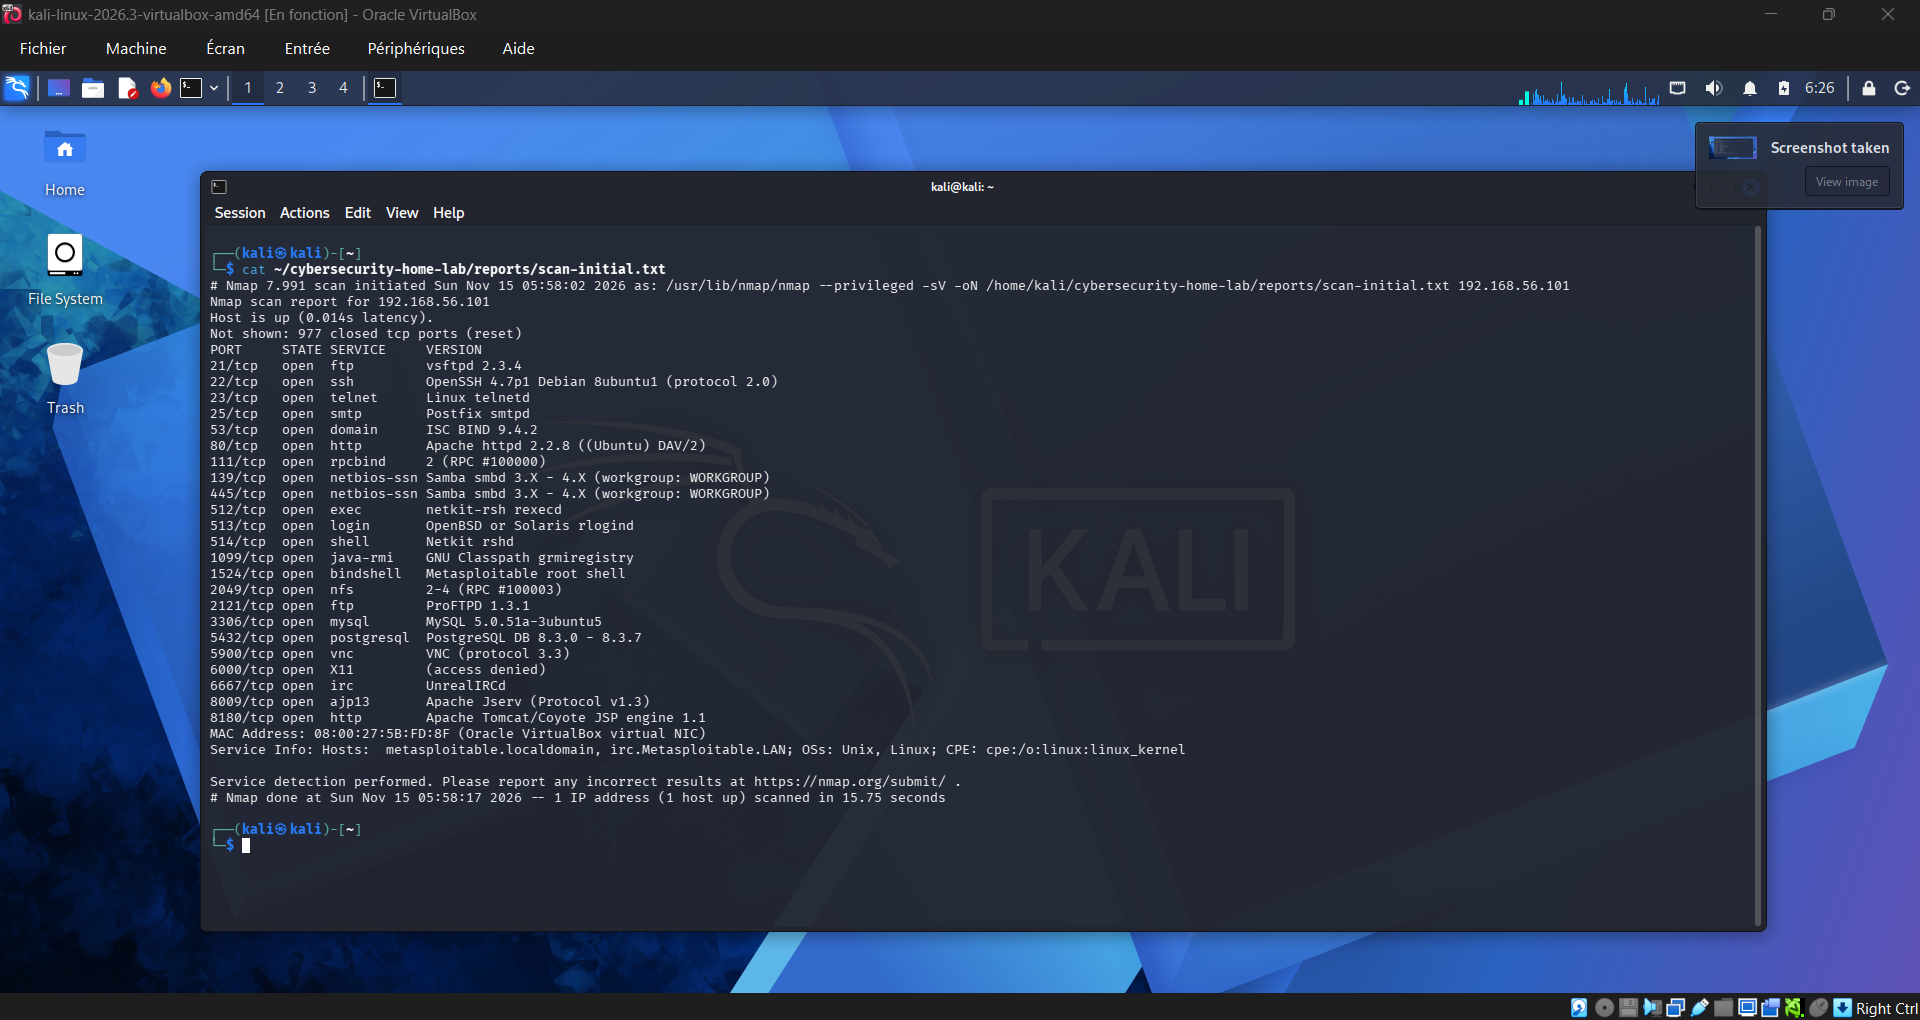 kali-linux-2026.3-virtualbox-amd64 [En fonction] - Oracle VirtualBox
Fichier Machine Écran Entrée Périphériques Aide
1 2 3 4 6:26
Screenshot taken
View image
Home
File System
Trash
kali@kali: ~
Session Actions Edit View Help
┌──(kali㉿kali)-[~]
└─$ cat ~/cybersecurity-home-lab/reports/scan-initial.txt
# Nmap 7.991 scan initiated Sun Nov 15 05:58:02 2026 as: /usr/lib/nmap/nmap --privileged -sV -oN /home/kali/cybersecurity-home-lab/reports/scan-initial.txt 192.168.56.101
Nmap scan report for 192.168.56.101
Host is up (0.014s latency).
Not shown: 977 closed tcp ports (reset)
PORT     STATE SERVICE     VERSION
21/tcp   open  ftp         vsftpd 2.3.4
22/tcp   open  ssh         OpenSSH 4.7p1 Debian 8ubuntu1 (protocol 2.0)
23/tcp   open  telnet      Linux telnetd
25/tcp   open  smtp        Postfix smtpd
53/tcp   open  domain      ISC BIND 9.4.2
80/tcp   open  http        Apache httpd 2.2.8 ((Ubuntu) DAV/2)
111/tcp  open  rpcbind     2 (RPC #100000)
139/tcp  open  netbios-ssn Samba smbd 3.X - 4.X (workgroup: WORKGROUP)
445/tcp  open  netbios-ssn Samba smbd 3.X - 4.X (workgroup: WORKGROUP)
512/tcp  open  exec        netkit-rsh rexecd
513/tcp  open  login       OpenBSD or Solaris rlogind
514/tcp  open  shell       Netkit rshd
1099/tcp open  java-rmi    GNU Classpath grmiregistry
1524/tcp open  bindshell   Metasploitable root shell
2049/tcp open  nfs         2-4 (RPC #100003)
2121/tcp open  ftp         ProFTPD 1.3.1
3306/tcp open  mysql       MySQL 5.0.51a-3ubuntu5
5432/tcp open  postgresql  PostgreSQL DB 8.3.0 - 8.3.7
5900/tcp open  vnc         VNC (protocol 3.3)
6000/tcp open  X11         (access denied)
6667/tcp open  irc         UnrealIRCd
8009/tcp open  ajp13       Apache Jserv (Protocol v1.3)
8180/tcp open  http        Apache Tomcat/Coyote JSP engine 1.1
MAC Address: 08:00:27:5B:FD:8F (Oracle VirtualBox virtual NIC)
Service Info: Hosts:  metasploitable.localdomain, irc.Metasploitable.LAN; OSs: Unix, Linux; CPE: cpe:/o:linux:linux_kernel
Service detection performed. Please report any incorrect results at https://nmap.org/submit/ .
# Nmap done at Sun Nov 15 05:58:17 2026 -- 1 IP address (1 host up) scanned in 15.75 seconds
┌──(kali㉿kali)-[~]
└─$
KALI
Right Ctrl